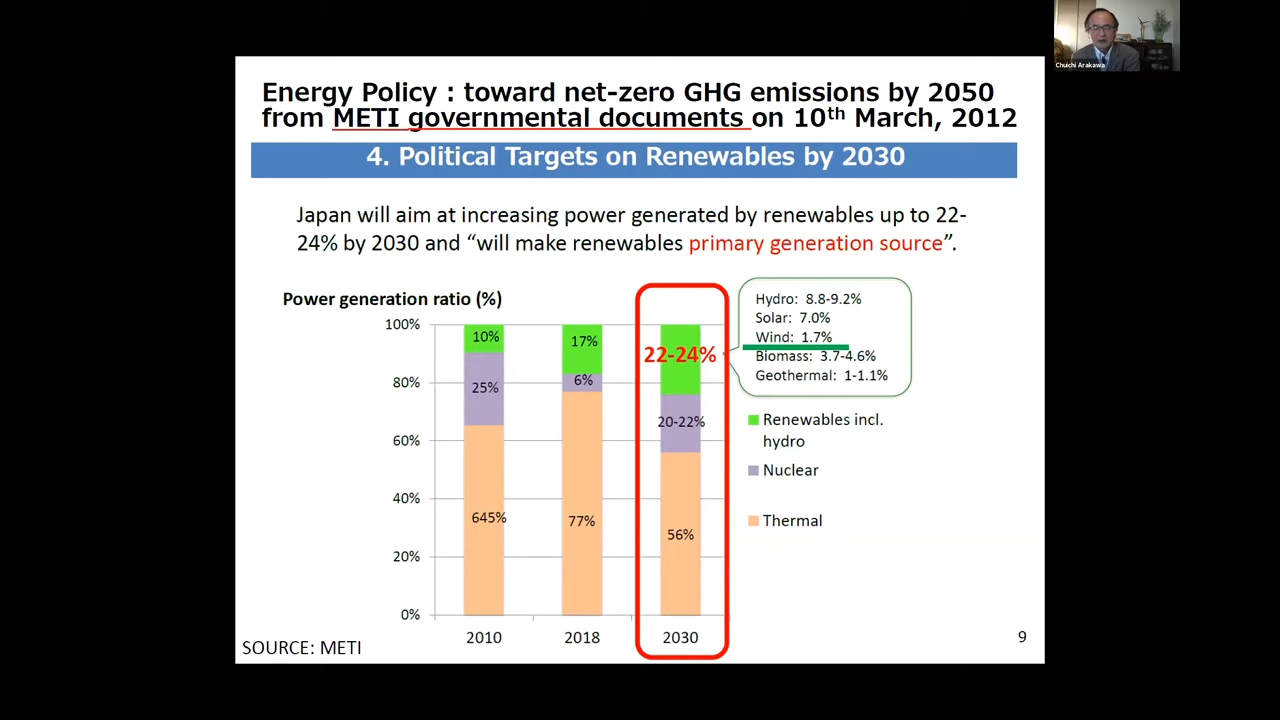 Chuichi Arakawa
Energy Policy : toward net-zero GHG emissions by 2050
from METI governmental documents on 10th March, 2012
4. Political Targets on Renewables by 2030
Japan will aim at increasing power generated by renewables up to 22-
24% by 2030 and “will make renewables primary generation source”.
Power generation ratio (%)
Hydro: 8.8-9.2%
Solar: 7.0%
Wind: 1.7%
Biomass: 3.7-4.6%
Geothermal: 1-1.1%
100%
80%
60%
40%
20%
0%
10%
25%
645%
17%
6%
77%
22-24%
20-22%
56%
Renewables incl.
hydro
Nuclear
Thermal
2010
2018
2030
SOURCE: METI
9